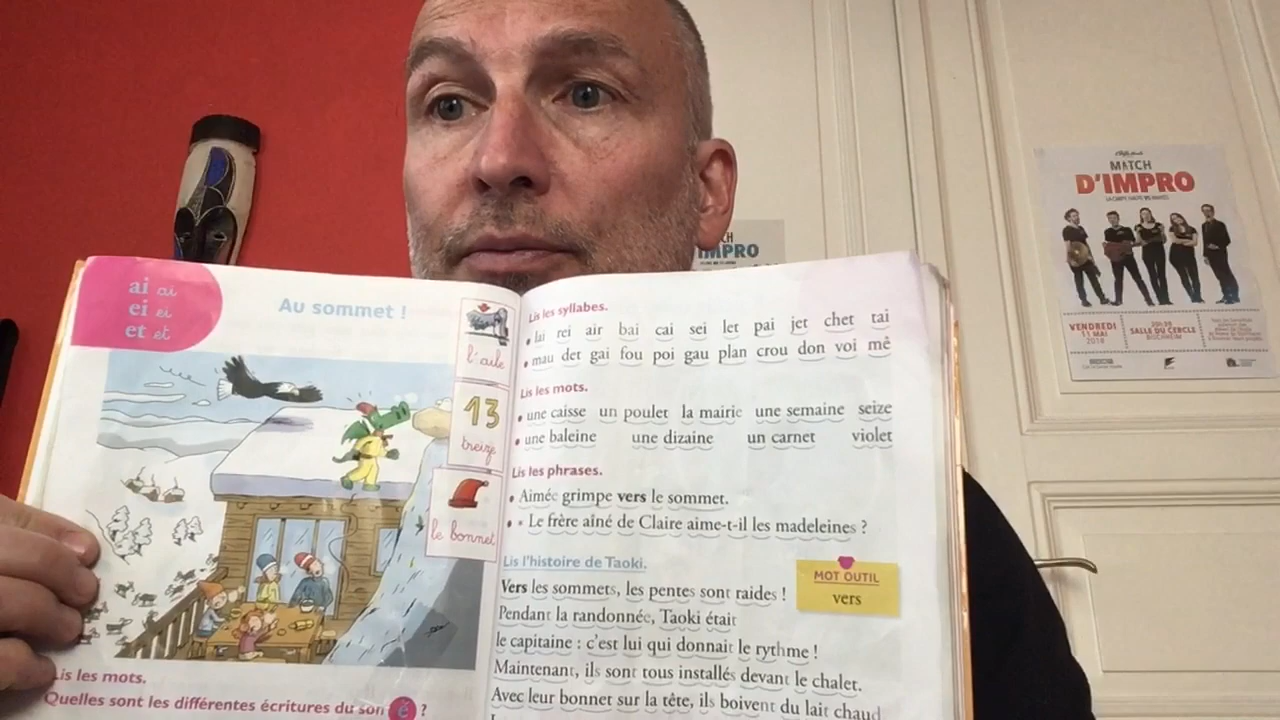 ai ai
ei ei
et et
Au sommet !
l'aile
13
treize
le bonnet
Lis les mots.
Quelles sont les différentes écritures du son è ?
Lis les syllabes.
• lai rei air bai cai sei let pai jet chet tai
• mau det gai fou poi gau plan crou don voi mê
Lis les mots.
• une caisse un poulet la mairie une semaine seize
• une baleine une dizaine un carnet violet
Lis les phrases.
• Aimée grimpe vers le sommet.
• • Le frère aîné de Claire aime-t-il les madeleines ?
Lis l'histoire de Taoki.
Vers les sommets, les pentes sont raides !
Pendant la randonnée, Taoki était
le capitaine : c'est lui qui donnait le rythme !
Maintenant, ils sont tous installés devant le chalet.
Avec leur bonnet sur la tête, ils boivent du lait chaud
MOT OUTIL
vers
MATCH
D'IMPRO
VENDREDI
11 MAI
2018
20h30
SALLE DU CERCLE
BISCHHEIM
CH
IMPRO